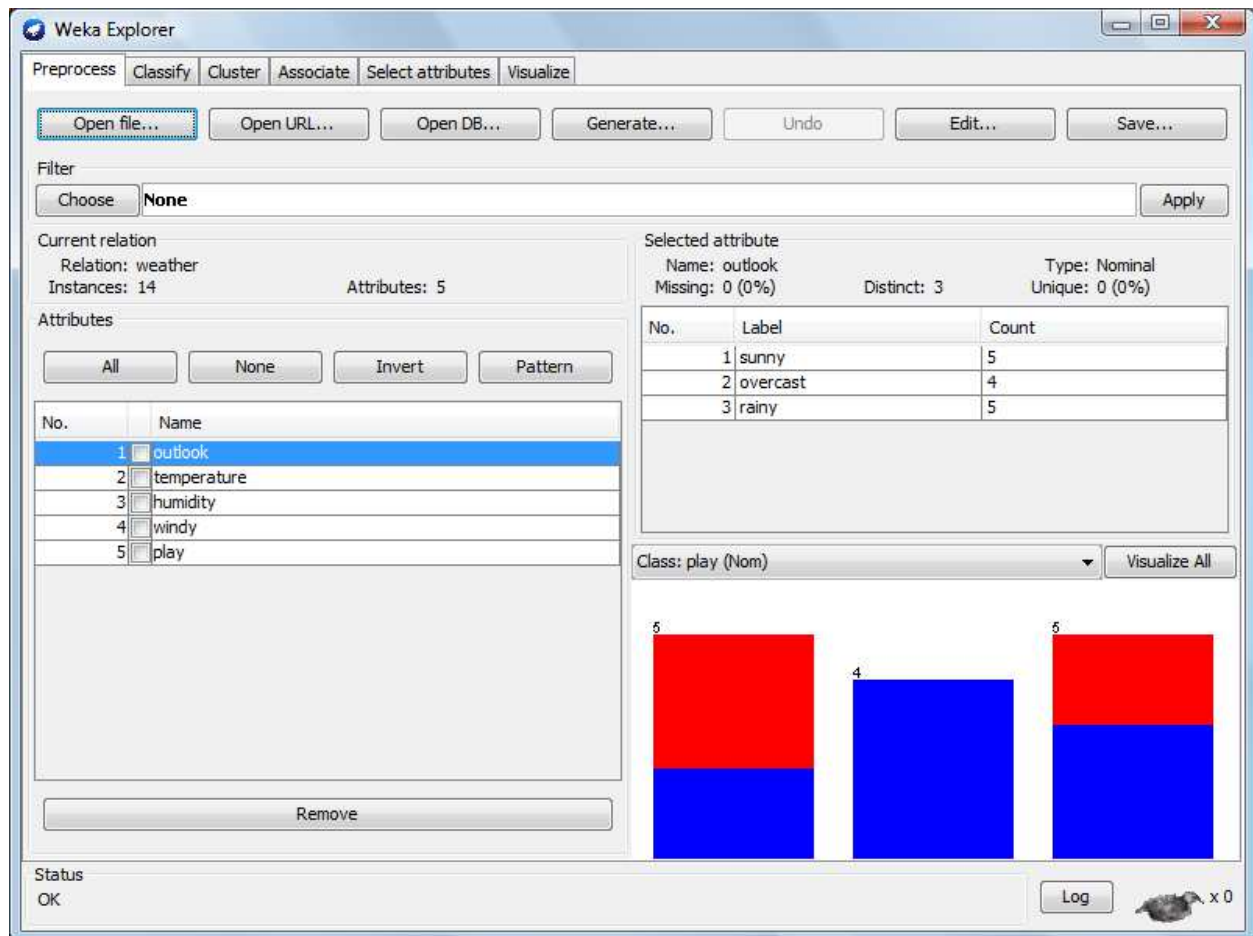 Weka Explorer
Preprocess Classify Cluster Associate Select attributes Visualize
Open file... Open URL... Open DB... Generate... Undo Edit... Save...
Filter
Choose None Apply
Current relation
Relation: weather
Instances: 14 Attributes: 5
Attributes
All None Invert Pattern
No. Name
1 outlook
2 temperature
3 humidity
4 windy
5 play
Remove
Selected attribute
Name: outlook Type: Nominal
Missing: 0 (0%) Distinct: 3 Unique: 0 (0%)
No. Label Count
1 sunny 5
2 overcast 4
3 rainy 5
Class: play (Nom) Visualize All
5 4 5
Status
OK
Log x 0